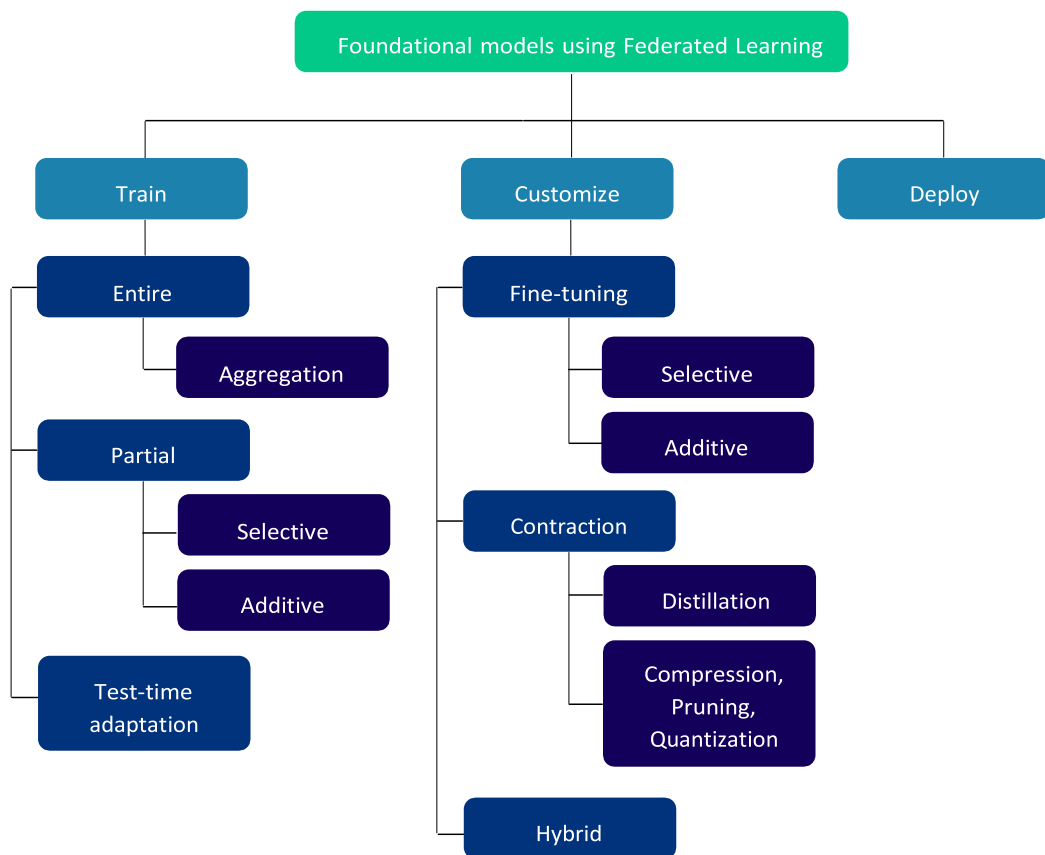 Foundational models using Federated Learning
Train
Customize
Deploy
Entire
Aggregation
Partial
Selective
Additive
Test-time
adaptation
Fine-tuning
Selective
Additive
Contraction
Distillation
Compression,
Pruning,
Quantization
Hybrid